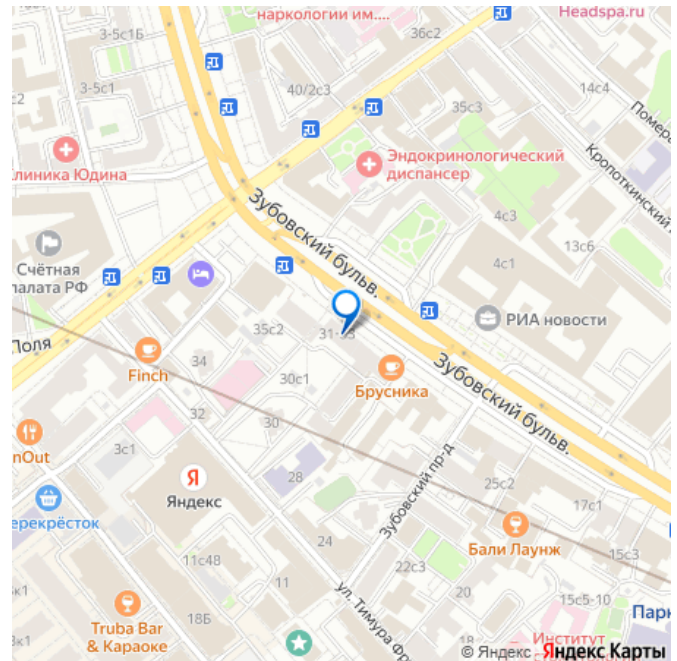 наркологии им....
Headspa.ru
3-5с1Б
36с2
3-5с1
40/2с3
14с4
35с3
Помера
клиника Юдина
Эндокринологический
диспансер
Кропоткинский
Зубовский бульв.
4с3
13с6
4с1
Счётная
палата РФ
РИА новости
35с2
31-33
Поля
34
Finch
30с1
Брусника
Зубовский бульв.
32
30
nOut
3с1
Яндекс
28
Зубовский пр-д
25с2
17с1
ерекрёсток
Бали Лаунж
24
15с3
11с48
22с3
11
ул. Тимура Фр
20
15с5-10
Парк
к1
18Б
Truba Bar
& Караоке
к1
Институт
© Яндекс Яндекс Карты